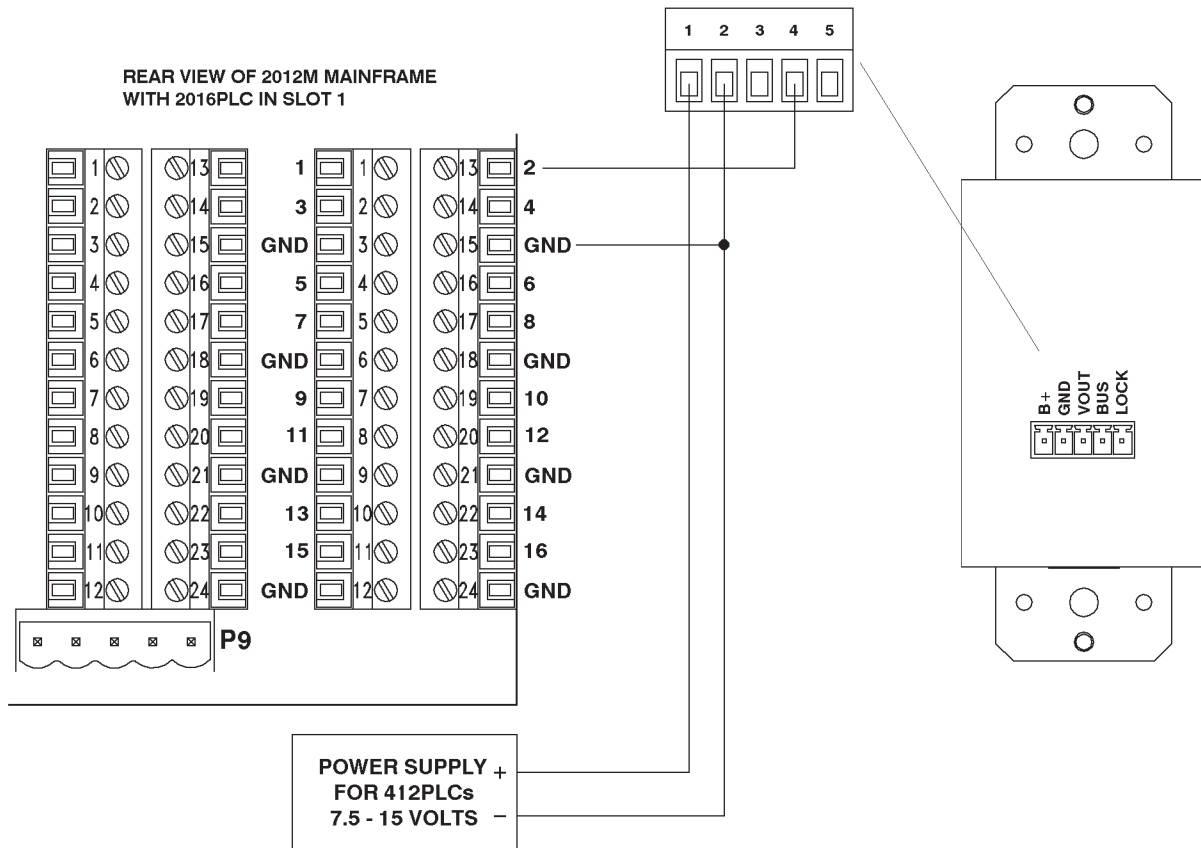 1 2 3 4 5
REAR VIEW OF 2012M MAINFRAME
WITH 2016PLC IN SLOT 1
1 13 1 1 13 2
2 14 3 2 14 4
3 15 GND 3 15 GND
4 16 5 4 16 6
5 17 7 5 17 8
6 18 GND 6 18 GND
7 19 9 7 19 10
8 20 11 8 20 12
9 21 GND 9 21 GND
10 22 13 10 22 14
11 23 15 11 23 16
12 24 GND 12 24 GND
P9
B+
GND
VOUT
BUS
LOCK
POWER SUPPLY +
FOR 412PLCs
7.5 - 15 VOLTS -